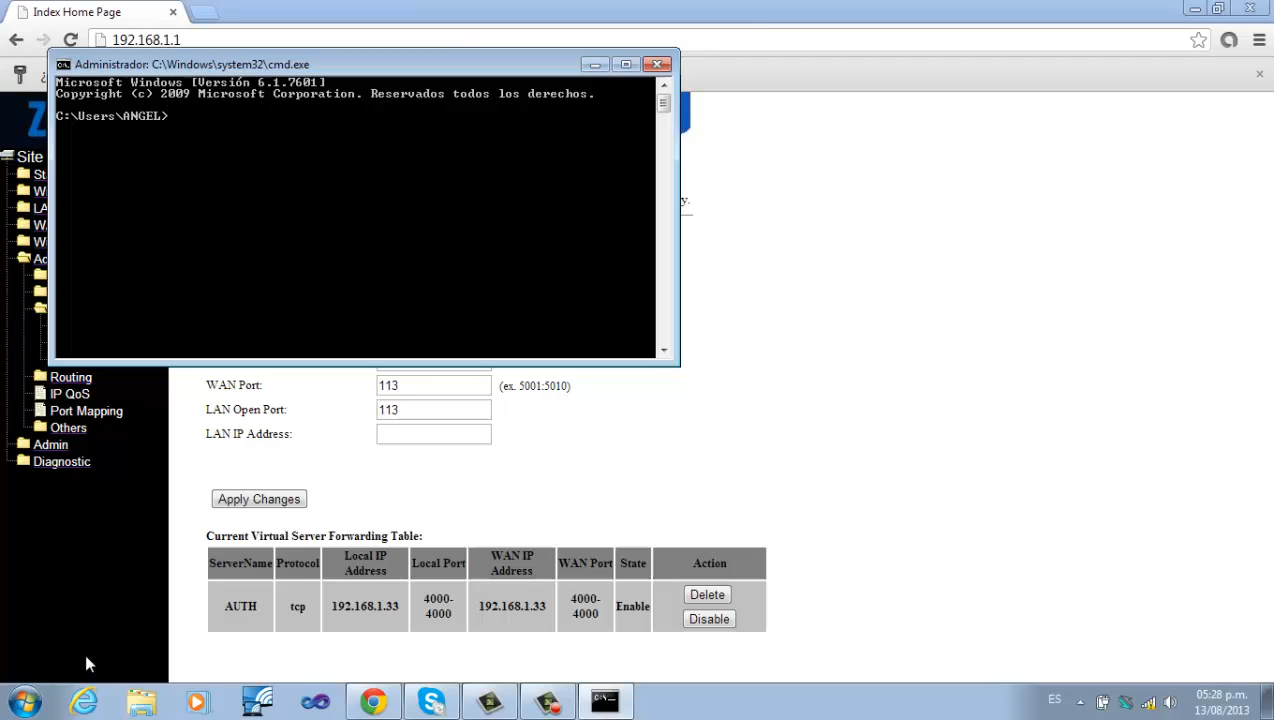 Index Home Page
192.168.1.1
Administrador: C:\Windows\system32\cmd.exe
Microsoft Windows [Versión 6.1.7601]
Copyright (c) 2009 Microsoft Corporation. Reservados todos los derechos.
C:\Users\ANGEL>
Z
Site
St
W
LA
WA
W
Ad
y.
Routing
IP QoS
Port Mapping
Others
Admin
Diagnostic
WAN Port: 113 (ex. 5001:5010)
LAN Open Port: 113
LAN IP Address:
Apply Changes
Current Virtual Server Forwarding Table:
ServerName Protocol Local IP Address Local Port WAN IP Address WAN Port State Action
AUTH tcp 192.168.1.33 4000-4000 192.168.1.33 4000-4000 Enable Delete
Disable
ES
05:28 p.m.
13/08/2013